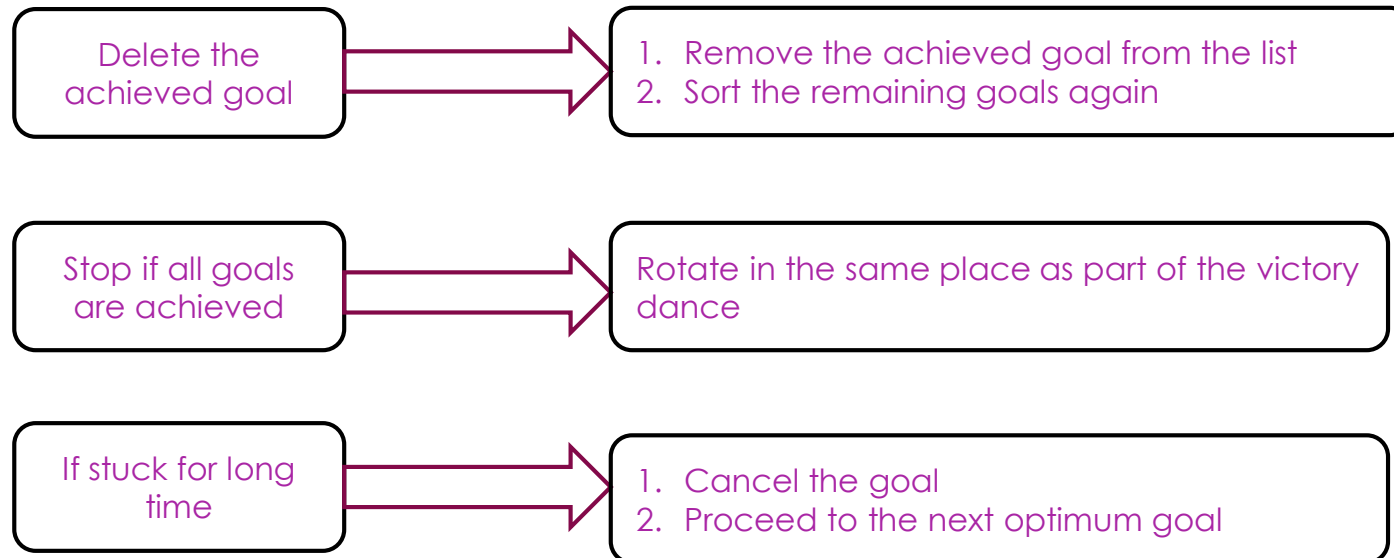 Delete the
achieved goal
1. Remove the achieved goal from the list
2. Sort the remaining goals again
Stop if all goals
are achieved
Rotate in the same place as part of the victory
dance
If stuck for long
time
1. Cancel the goal
2. Proceed to the next optimum goal